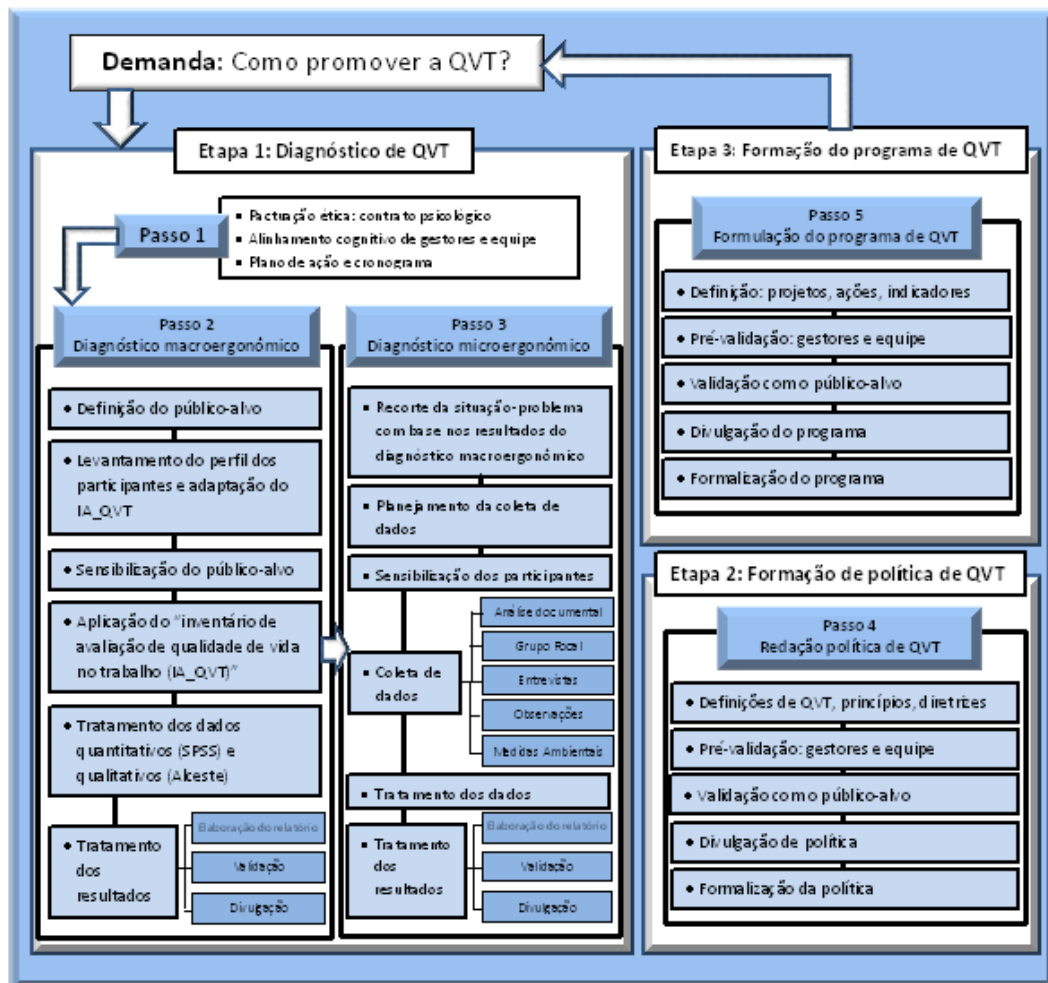 Demanda: Como promover a QVT?
Etapa 1: Diagnóstico de QVT
Passo 1
▪ Pactuação ética: contrato psicológico
▪ Alinhamento cognitivo de gestores e equipe
▪ Plano de ação e cronograma
Passo 2
Diagnóstico macroergonômico
• Definição do público-alvo
• Levantamento do perfil dos
participantes e adaptação do
IA_QVT
• Sensibilização do público-alvo
• Aplicação do "inventário de
avaliação de qualidade de vida
no trabalho (IA_QVT)"
• Tratamento dos dados
quantitativos (SPSS) e
qualitativos (Alceste)
• Tratamento
dos
resultados
Elaboração do relatório
Validação
Divulgação
Passo 3
Diagnóstico microergonômico
▪ Recorte da situação-problema
com base nos resultados do
diagnóstico macroergonômico
▪ Planejamento da coleta de
dados
▪ Sensibilização dos participantes
▪ Coleta de
dados
Análise documental
Grupo Focal
Entrevistas
Observações
Medidas Ambientais
▪ Tratamento dos dados
▪ Tratamento
dos
resultados
Elaboração do relatório
Validação
Divulgação
Etapa 3: Formação do programa de QVT
Passo 5
Formulação do programa de QVT
• Definição: projetos, ações, indicadores
• Pré-validação: gestores e equipe
• Validação como público-alvo
• Divulgação do programa
• Formalização do programa
Etapa 2: Formação de política de QVT
Passo 4
Redação política de QVT
• Definições de QVT, princípios, diretrizes
• Pré-validação: gestores e equipe
• Validação como público-alvo
• Divulgação de política
• Formalização da política